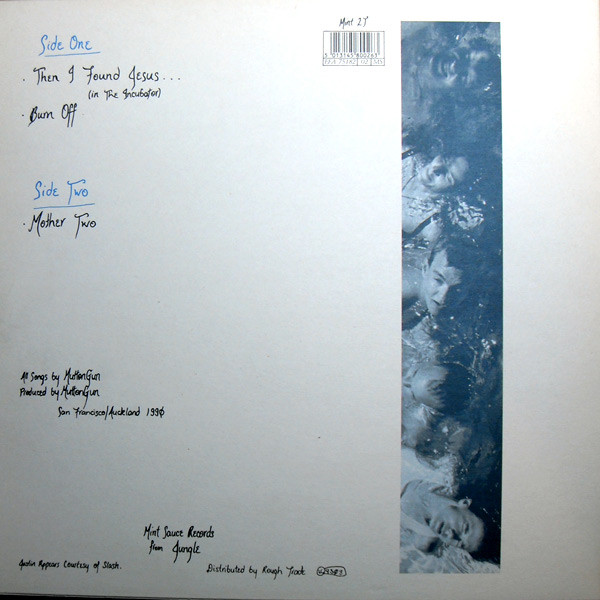 Mint 27
Side One
. Then I Found Jesus...
(in The Incubator)
. Burn Off
Side Two
. Mother Two
All Songs by MuttonGun
Produced by MuttonGun
San Francisco/Auckland 1990
Mint Sauce Records
from Jungle
Justin Appears Courtesy of Slash.
Distributed by Rough Trade